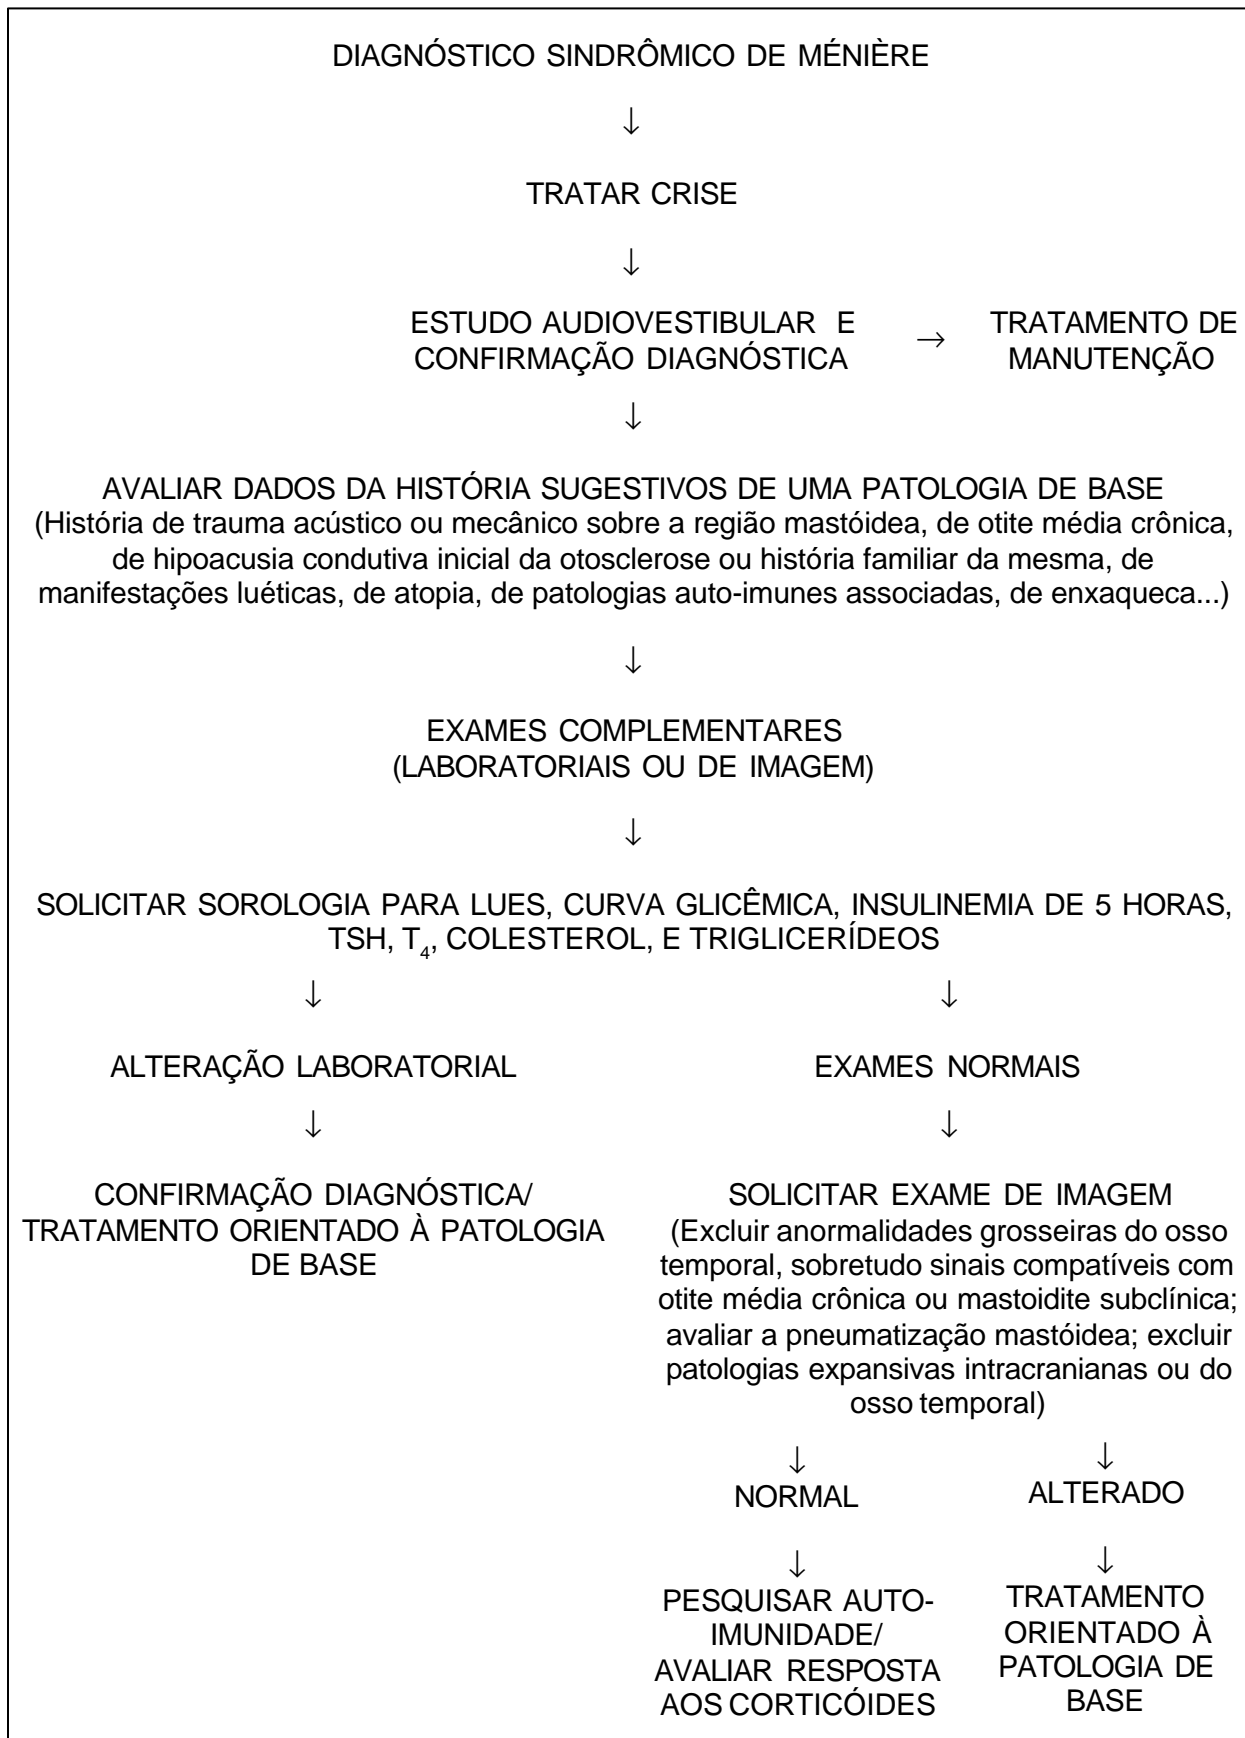 DIAGNÓSTICO SINDRÔMICO DE MÉNIÈRE
↓
TRATAR CRISE
↓
ESTUDO AUDIOVESTIBULAR E
CONFIRMAÇÃO DIAGNÓSTICA
→
TRATAMENTO DE
MANUTENÇÃO
↓
AVALIAR DADOS DA HISTÓRIA SUGESTIVOS DE UMA PATOLOGIA DE BASE
(História de trauma acústico ou mecânico sobre a região mastóidea, de otite média crônica,
de hipoacusia condutiva inicial da otosclerose ou história familiar da mesma, de
manifestações luéticas, de atopia, de patologias auto-imunes associadas, de enxaqueca...)
↓
EXAMES COMPLEMENTARES
(LABORATORIAIS OU DE IMAGEM)
↓
SOLICITAR SOROLOGIA PARA LUES, CURVA GLICÊMICA, INSULINEMIA DE 5 HORAS,
TSH, T₄, COLESTEROL, E TRIGLICERÍDEOS
↓
ALTERAÇÃO LABORATORIAL
↓
CONFIRMAÇÃO DIAGNÓSTICA/
TRATAMENTO ORIENTADO À PATOLOGIA
DE BASE
↓
EXAMES NORMAIS
↓
SOLICITAR EXAME DE IMAGEM
(Excluir anormalidades grosseiras do osso
temporal, sobretudo sinais compatíveis com
otite média crônica ou mastoidite subclínica;
avaliar a pneumatização mastóidea; excluir
patologias expansivas intracranianas ou do
osso temporal)
↓
NORMAL
↓
PESQUISAR AUTO-
IMUNIDADE/
AVALIAR RESPOSTA
AOS CORTICÓIDES
↓
ALTERADO
↓
TRATAMENTO
ORIENTADO À
PATOLOGIA DE
BASE